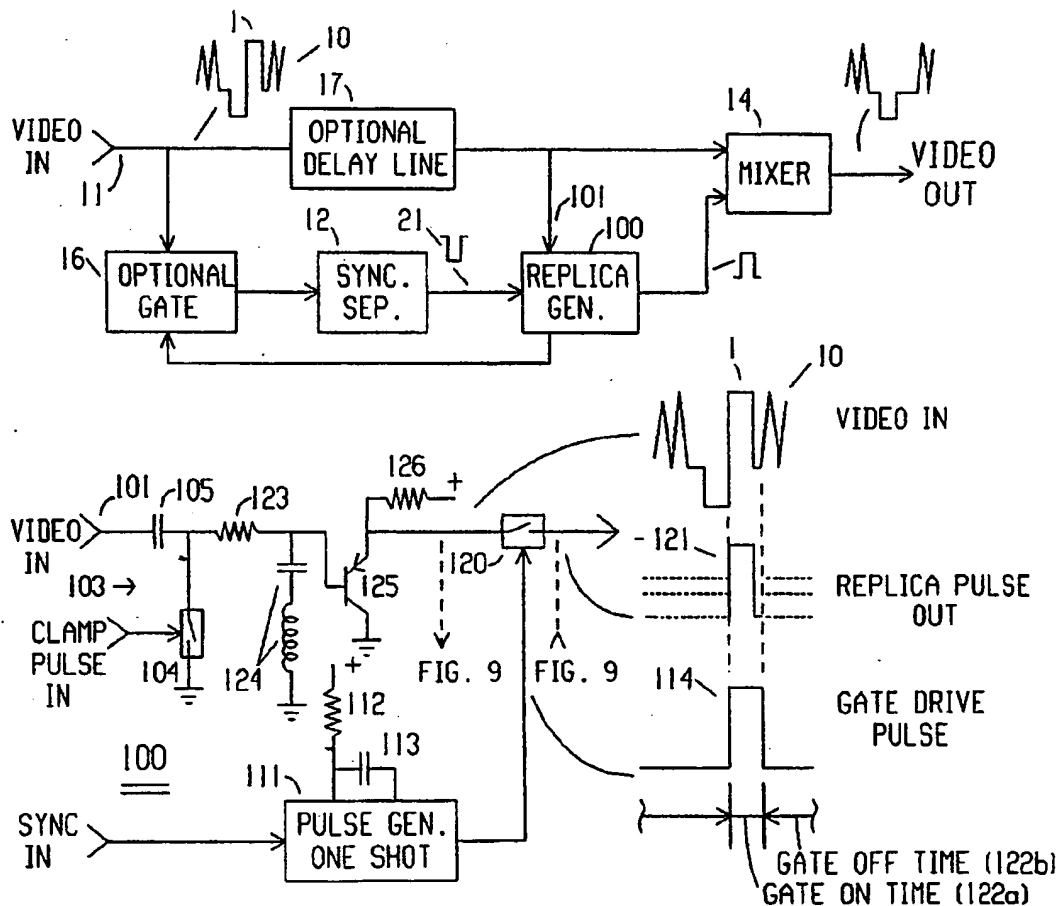 1
10
17
14
VIDEO
IN
11
OPTIONAL
DELAY LINE
MIXER
VIDEO
OUT
101
100
16
12
21
OPTIONAL
GATE
SYNC.
SEP.
REPLICA
GEN.
1
10
VIDEO IN
101
105
123
126
+
VIDEO
IN
120
-121
103
125
REPLICA PULSE
OUT
CLAMP
PULSE
IN
104
124
+
FIG. 9
FIG. 9
112
114
GATE DRIVE
PULSE
113
100
111
SYNC
IN
PULSE GEN.
ONE SHOT
GATE OFF TIME (122b)
GATE ON TIME (122a)